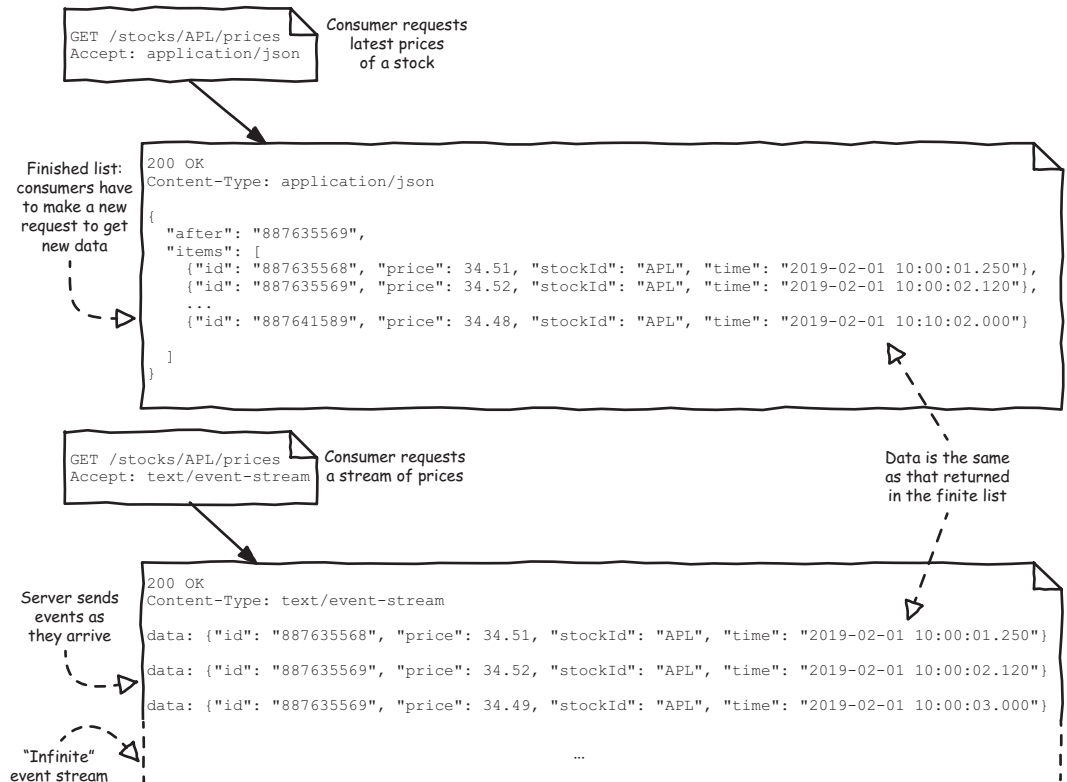 GET /stocks/APL/prices
Accept: application/json
Consumer requests
latest prices
of a stock
Finished list:
consumers have
to make a new
request to get
new data
200 OK
Content-Type: application/json
{
"after": "887635569",
"items": [
{"id": "887635568", "price": 34.51, "stockId": "APL", "time": "2019-02-01 10:00:01.250"},
{"id": "887635569", "price": 34.52, "stockId": "APL", "time": "2019-02-01 10:00:02.120"},
...
{"id": "887641589", "price": 34.48, "stockId": "APL", "time": "2019-02-01 10:10:02.000"}
]
}
GET /stocks/APL/prices
Accept: text/event-stream
Consumer requests
a stream of prices
Data is the same
as that returned
in the finite list
Server sends
events as
they arrive
200 OK
Content-Type: text/event-stream
data: {"id": "887635568", "price": 34.51, "stockId": "APL", "time": "2019-02-01 10:00:01.250"}
data: {"id": "887635569", "price": 34.52, "stockId": "APL", "time": "2019-02-01 10:00:02.120"}
data: {"id": "887635569", "price": 34.49, "stockId": "APL", "time": "2019-02-01 10:00:03.000"}
…
"Infinite"
event stream